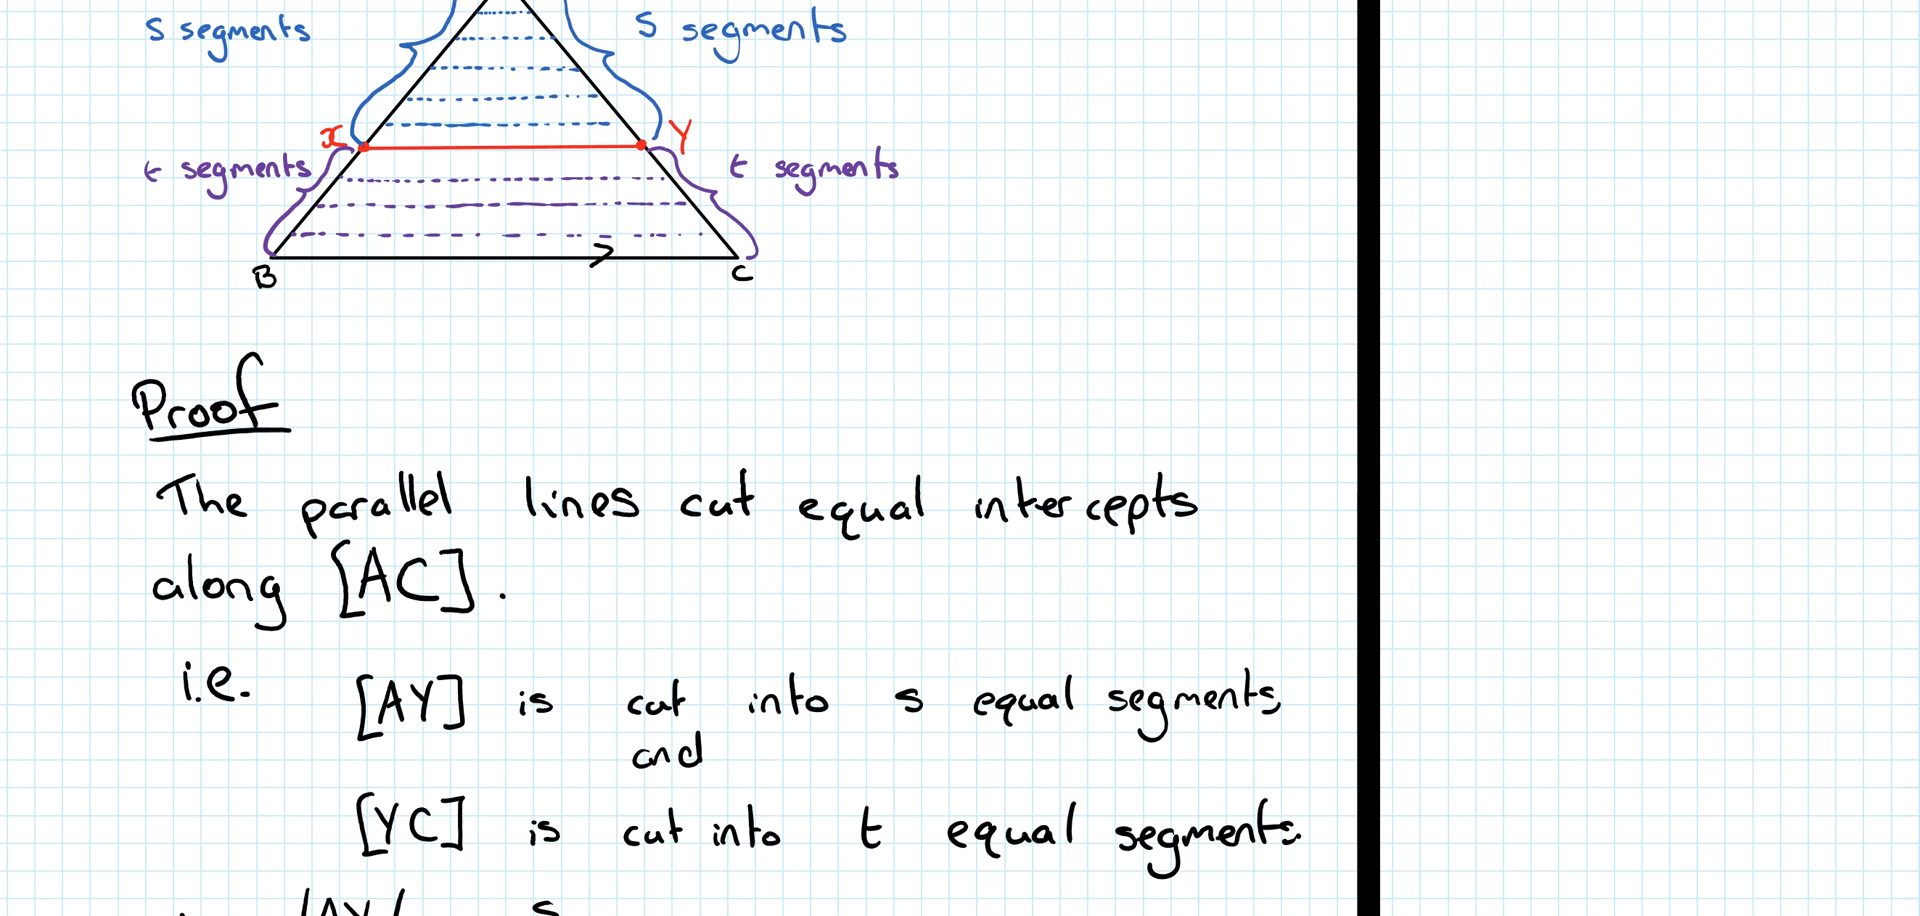 S segments S segments
X Y
t segments t segments
B C
Proof
The parallel lines cut equal intercepts
along [AC].
i.e. [AY] is cut into s equal segments,
and
[YC] is cut into t equal segments.